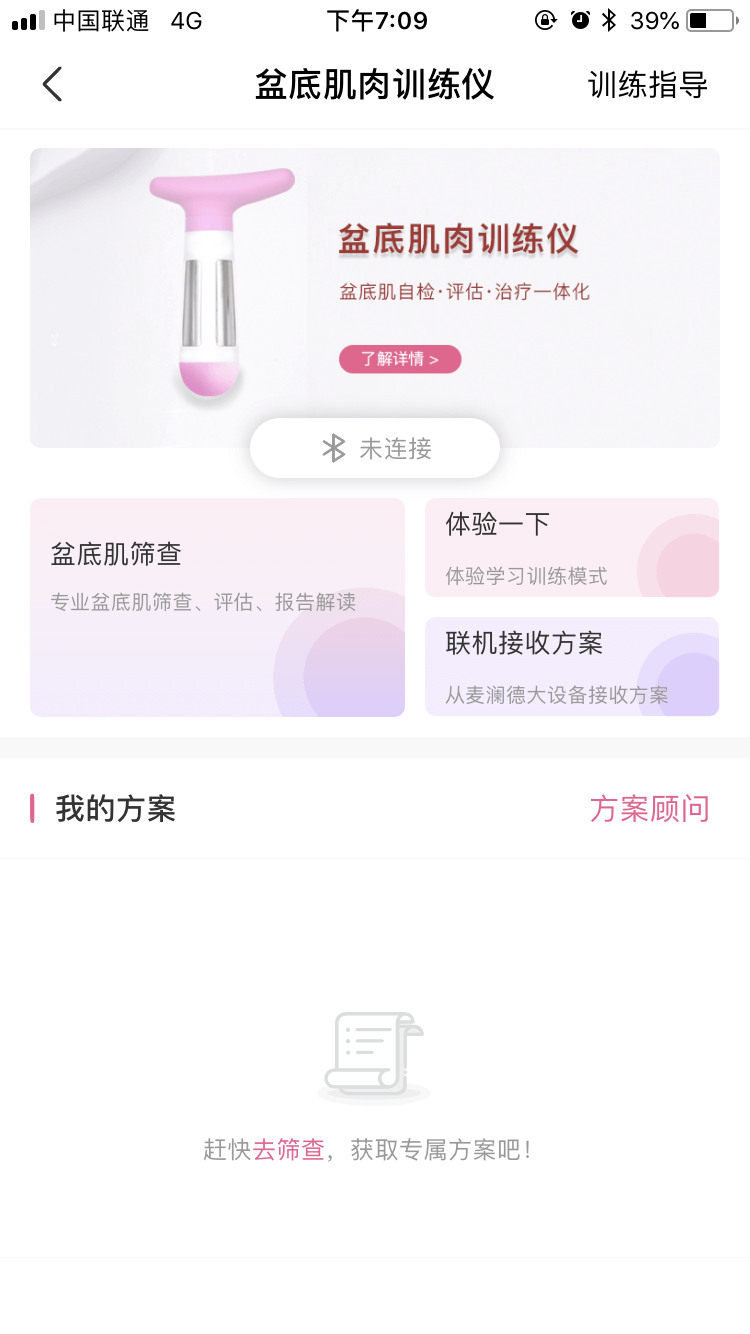 中国联通 4G 下午7:09 39%
盆底肌肉训练仪 训练指导
盆底肌肉训练仪
盆底肌自检·评估·治疗一体化
了解详情 >
未连接
盆底肌筛查
专业盆底肌筛查、评估、报告解读
体验一下
体验学习训练模式
联机接收方案
从麦澜德大设备接收方案
我的方案 方案顾问
赶快去筛查，获取专属方案吧！